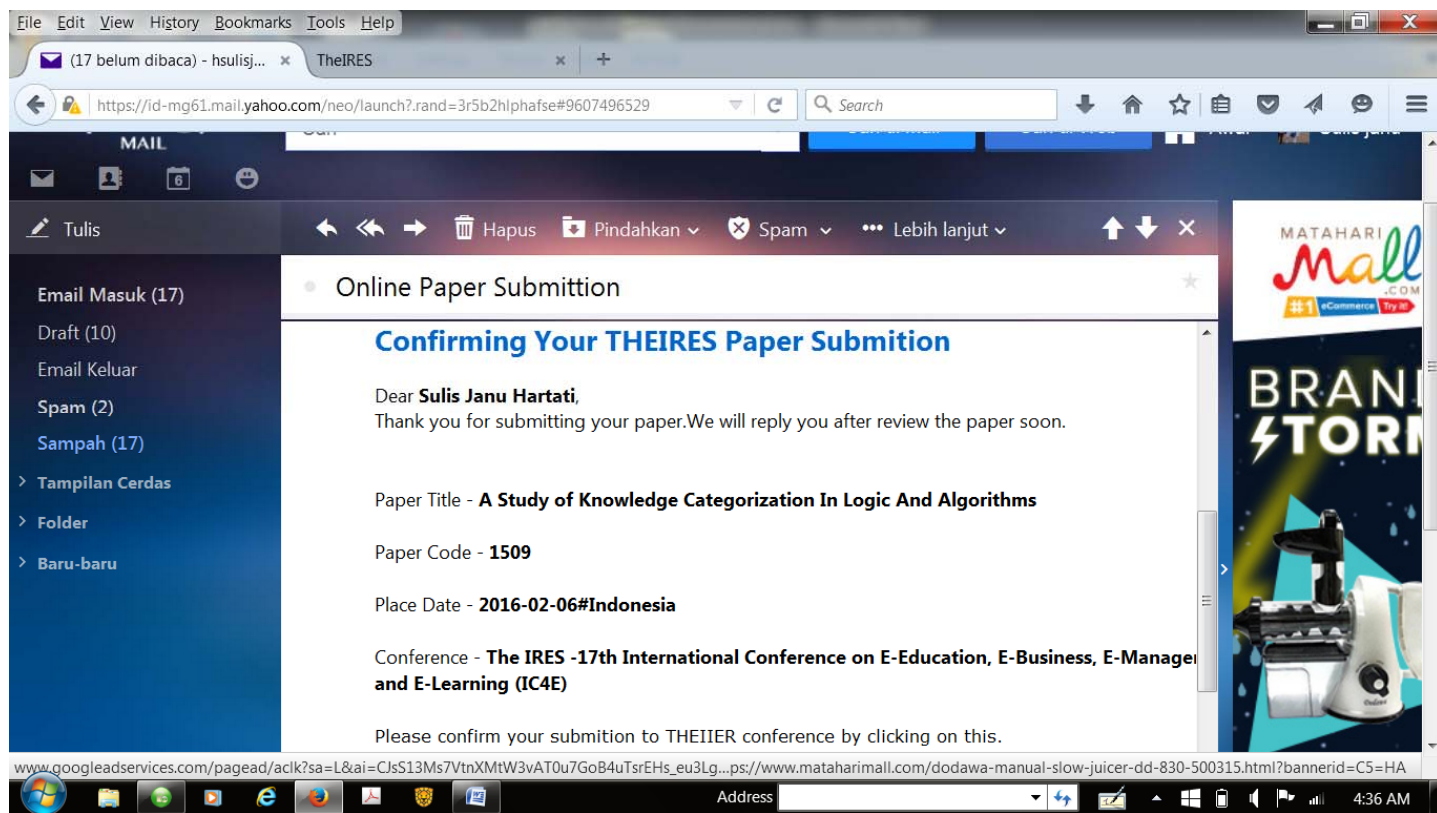 File Edit View History Bookmarks Tools Help
(17 belum dibaca) - hsulisj... × TheIRES × +
https://id-mg61.mail.yahoo.com/neo/launch?.rand=3r5b2hlphafse#9607496529 Search
MAIL
6
Tulis Hapus Pindahkan Spam Lebih lanjut
Email Masuk (17)
Draft (10)
Email Keluar
Spam (2)
Sampah (17)
Tampilan Cerdas
Folder
Baru-baru
Online Paper Submittion
Confirming Your THEIRES Paper Submition
Dear Sulis Janu Hartati,
Thank you for submitting your paper.We will reply you after review the paper soon.
Paper Title - A Study of Knowledge Categorization In Logic And Algorithms
Paper Code - 1509
Place Date - 2016-02-06#Indonesia
Conference - The IRES -17th International Conference on E-Education, E-Business, E-Manage
and E-Learning (IC4E)
Please confirm your submition to THEIIER conference by clicking on this.
MATAHARI
Mall
.COM
#1 eCommerce Try it!
BRAN
STOR
www.googleadservices.com/pagead/aclk?sa=L&ai=CJsS13Ms7VtnXMtW3vAT0u7GoB4uTsrEHs_eu3Lg...ps://www.mataharimall.com/dodawa-manual-slow-juicer-dd-830-500315.html?bannerid=C5=HA
Address 4:36 AM